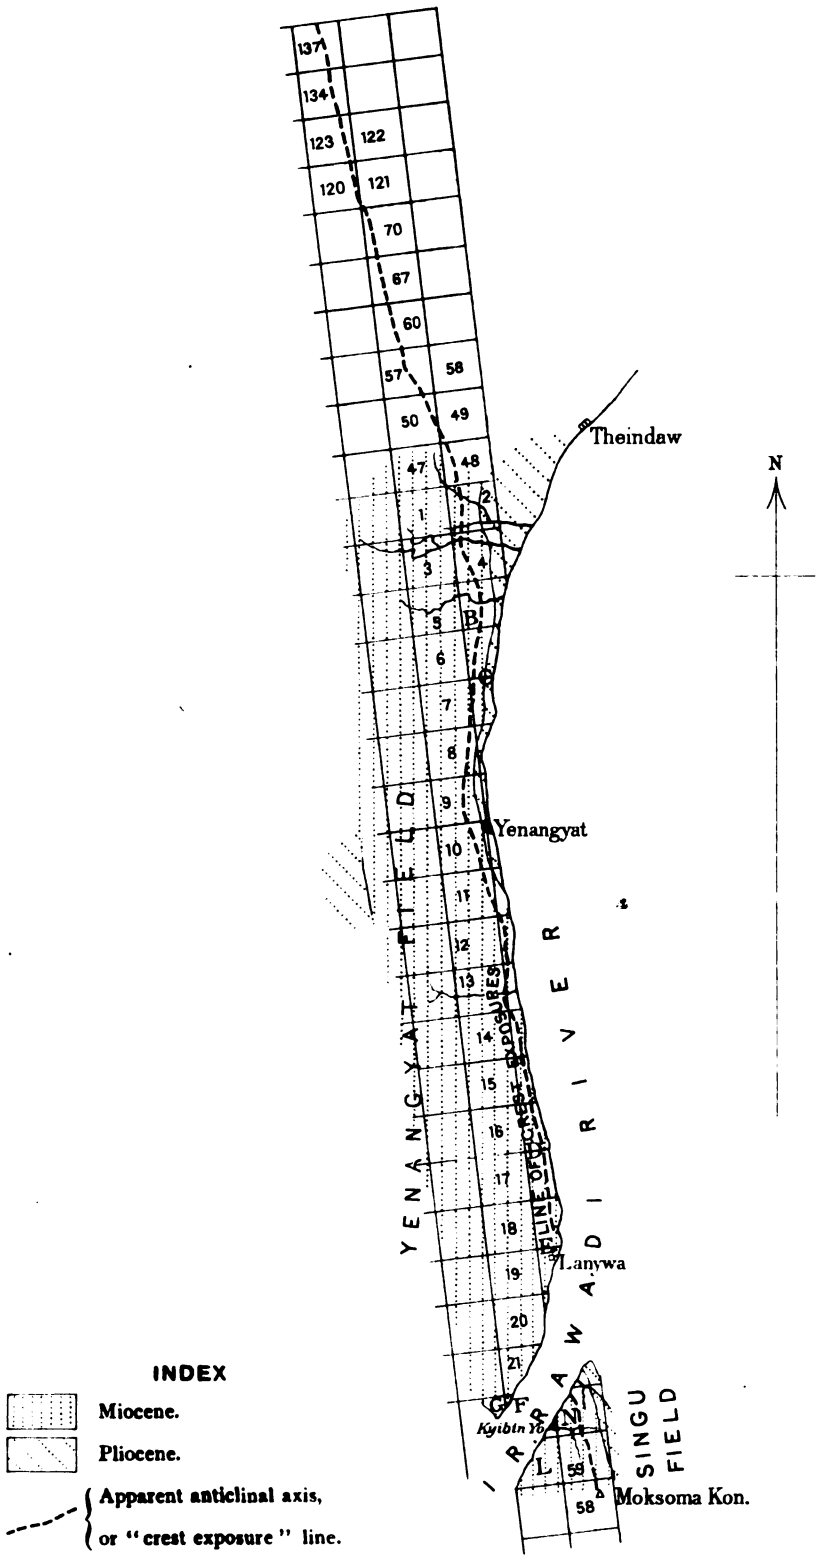 137
134
123 122
120 121
70
67
60
57 58
50 49
Theindaw
47 48
N
2
1
3 4
5 B
6
7
8
9
Yenangyat
10
11
12
13
14
15
16
17
18
Lanywa
19
20
21
YENANGYAT FIELD
LINE OF CREST EXPOSURES
IRRAWADI RIVER
G F
Kyibin Yo
N
L 59
58
SINGU
FIELD
Moksoma Kon.
INDEX
Miocene.
Pliocene.
Apparent anticlinal axis,
or "crest exposure" line.